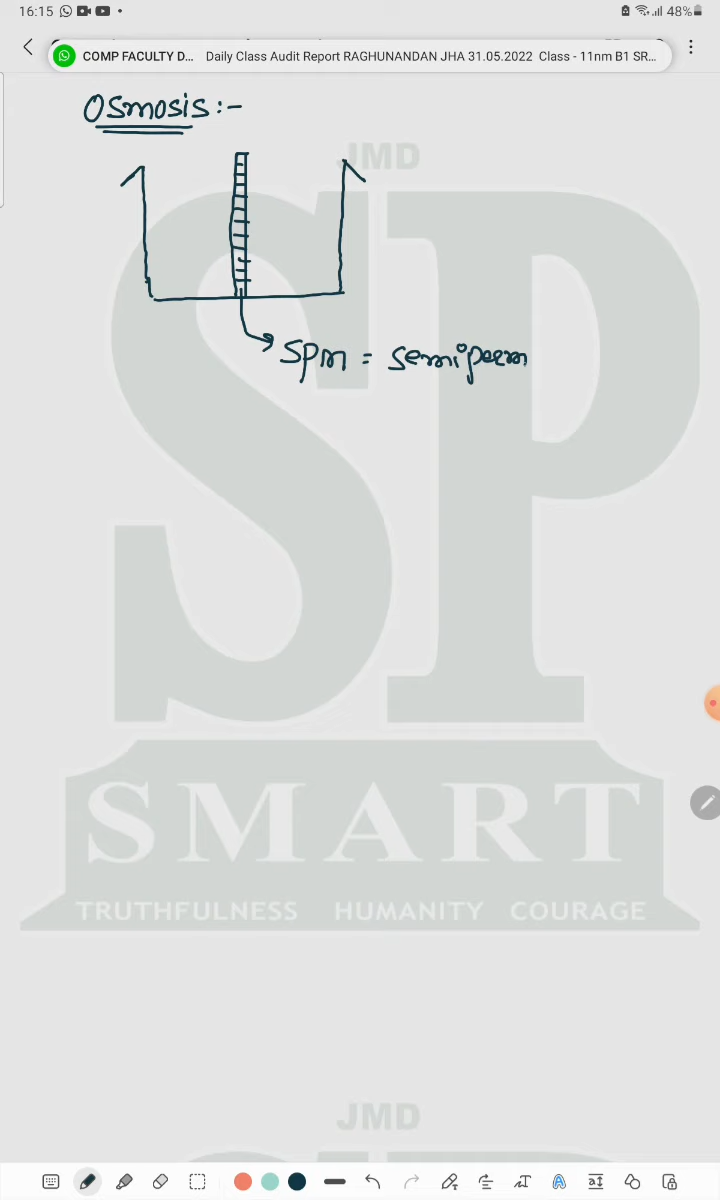 16:15 48%
COMP FACULTY D... Daily Class Audit Report RAGHUNANDAN JHA 31.05.2022 Class - 11nm B1 SR...
Osmosis :-
JMD
SPM = Semiperm
SP
SMART
TRUTHFULNESS HUMANITY COURAGE
JMD